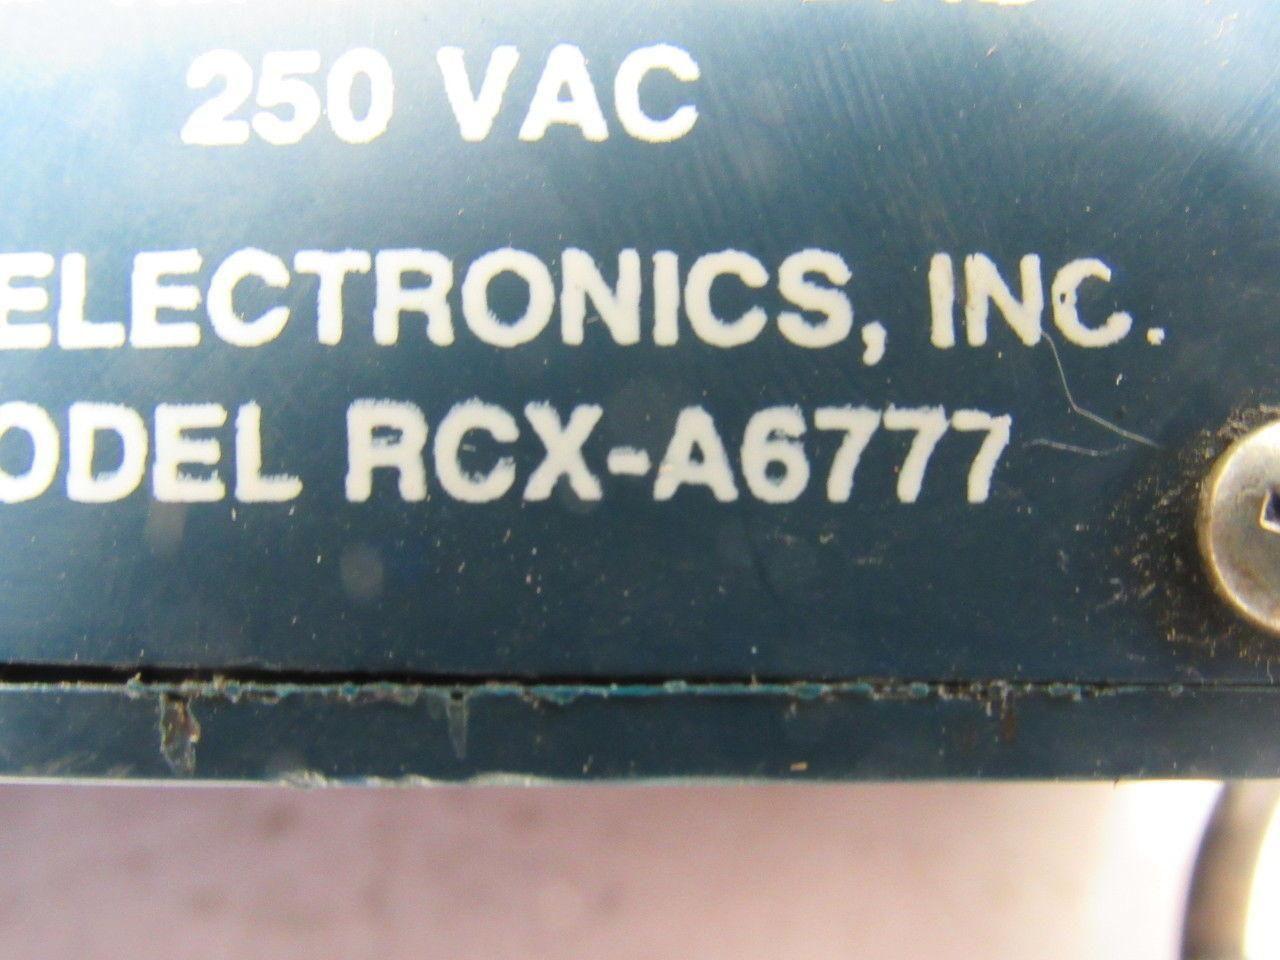 250 VAC
ELECTRONICS, INC.
ODEL RCX-A6777